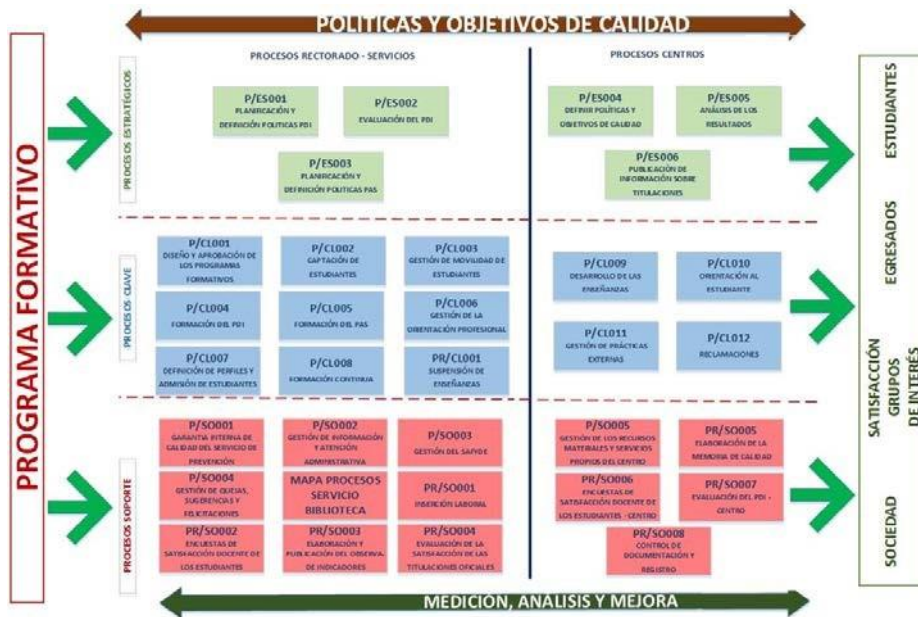 POLÍTICAS Y OBJETIVOS DE CALIDAD
PROGRAMA FORMATIVO
PROCESOS RECTORADO - SERVICIOS
PROCESOS CENTROS
PROCESOS ESTRATÉGICOS
P/ES001
PLANIFICACIÓN Y
DEFINICIÓN POLITICAS PDI
P/ES002
EVALUACIÓN DEL PDI
P/ES003
PLANIFICACIÓN Y
DEFINICIÓN POLITICAS PAS
P/ES004
DEFINIR POLÍTICAS Y
OBJETIVOS DE CALIDAD
P/ES005
ANÁLISIS DE LOS
RESULTADOS
P/ES006
PUBLICACIÓN DE
INFORMACIÓN SOBRE
TITULACIONES
PROCESOS CLAVE
P/CL001
DISEÑO Y APROBACIÓN DE
LOS PROGRAMAS
FORMATIVOS
P/CL002
CAPTACIÓN DE
ESTUDIANTES
P/CL003
GESTIÓN DE MOVILIDAD DE
ESTUDIANTES
P/CL004
FORMACIÓN DEL PDI
P/CL005
FORMACIÓN DEL PAS
P/CL006
GESTIÓN DE LA
ORIENTACIÓN PROFESIONAL
P/CL007
DEFINICIÓN DE PERFILES Y
ADMISIÓN DE ESTUDIANTES
P/CL008
FORMACIÓN CONTINUA
PR/CL001
SUSPENSIÓN DE
ENSEÑANZAS
P/CL009
DESARROLLO DE LAS
ENSEÑANZAS
P/CL010
ORIENTACIÓN AL
ESTUDIANTE
P/CL011
GESTIÓN DE PRÁCTICAS
EXTERNAS
P/CL012
RECLAMACIONES
PROCESOS SOPORTE
P/SO001
GARANTIA INTERNA DE
CALIDAD DEL SERVICIO DE
PREVENCIÓN
P/SO002
GESTIÓN DE INFORMACIÓN
Y ATENCIÓN
ADMINISTRATIVA
P/SO003
GESTIÓN DEL SAFYDE
P/SO004
GESTIÓN DE QUEJAS,
SUGERENCIAS Y
FELICITACIONES
MAPA PROCESOS
SERVICIO
BIBLIOTECA
PR/SO001
INSERCIÓN LABORAL
PR/SO002
ENCUESTAS DE
SATISFACCIÓN DOCENTE DE
LOS ESTUDIANTES
PR/SO003
ELABORACIÓN Y
PUBLICACIÓN DEL OBSERVA.
DE INDICADORES
PR/SO004
EVALUACIÓN DE LA
SATISFACCIÓN DE LAS
TITULACIONES OFICIALES
P/SO005
GESTIÓN DE LOS RECURSOS
MATERIALES Y SERVICIOS
PROPIOS DEL CENTRO
PR/SO005
ELABORACIÓN DE LA
MEMORIA DE CALIDAD
PR/SO006
ENCUESTAS DE
SATISFACCIÓN DOCENTE DE
LOS ESTUDIANTES - CENTRO
PR/SO007
EVALUACIÓN DEL PDI -
CENTRO
PR/SO008
CONTROL DE
DOCUMENTACIÓN Y
REGISTRO
ESTUDIANTES
EGRESADOS
SATISFACCIÓN
GRUPOS
DE INTERÉS
SOCIEDAD
MEDICIÓN, ANÁLISIS Y MEJORA